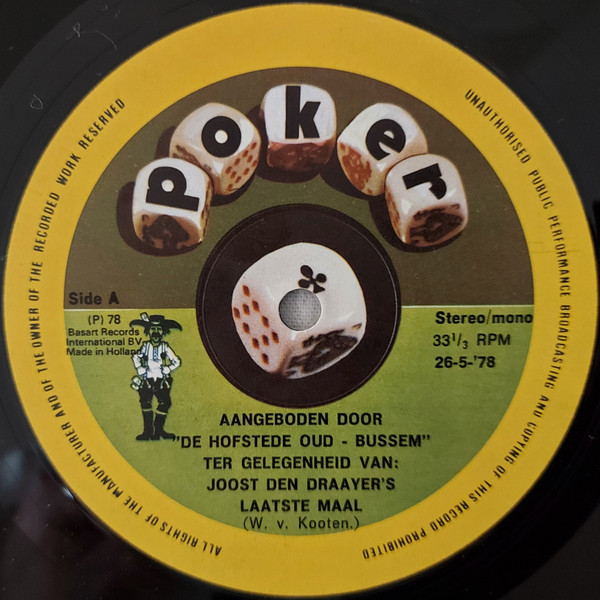 poker
ALL RIGHTS OF THE MANUFACTURER AND OF THE OWNER OF THE RECORDED WORK RESERVED
UNAUTHORISED PUBLIC PERFORMANCE BROADCASTING AND COPYING OF THIS RECORD PROHIBITED
Side A
(P) 78
Basart Records
International BV
Made in Holland
Stereo/mono
33 1/3 RPM
26-5-'78
AANGEBODEN DOOR
"DE HOFSTEDE OUD - BUSSEM"
TER GELEGENHEID VAN:
JOOST DEN DRAAYER'S
LAATSTE MAAL
(W. v. Kooten.)